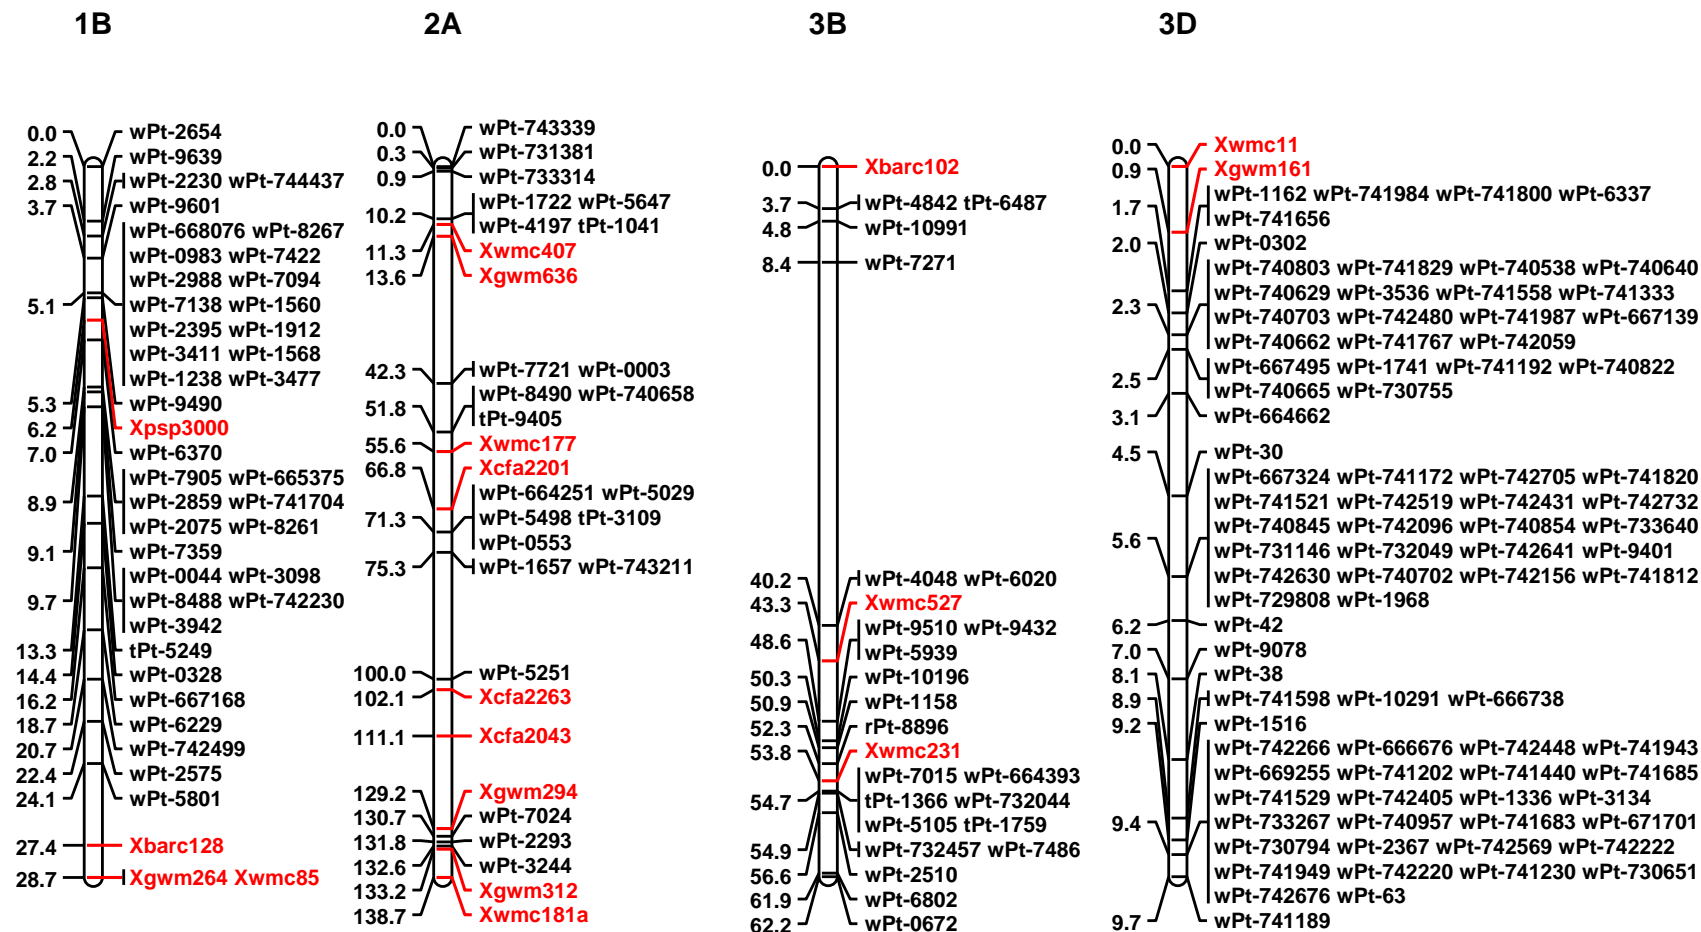 1B
0.0 wPt-2654
2.2 wPt-9639
2.8 wPt-2230 wPt-744437
3.7 wPt-9601
wPt-668076 wPt-8267
wPt-0983 wPt-7422
wPt-2988 wPt-7094
5.1 wPt-7138 wPt-1560
wPt-2395 wPt-1912
wPt-3411 wPt-1568
wPt-1238 wPt-3477
5.3 wPt-9490
6.2 Xpsp3000
7.0 wPt-6370
wPt-7905 wPt-665375
8.9 wPt-2859 wPt-741704
wPt-2075 wPt-8261
9.1 wPt-7359
wPt-0044 wPt-3098
9.7 wPt-8488 wPt-742230
wPt-3942
13.3 tPt-5249
14.4 wPt-0328
16.2 wPt-667168
18.7 wPt-6229
20.7 wPt-742499
22.4 wPt-2575
24.1 wPt-5801
27.4 Xbarc128
28.7 Xgwm264 Xwmc85
2A
0.0 wPt-743339
0.3 wPt-731381
0.9 wPt-733314
wPt-1722 wPt-5647
10.2 wPt-4197 tPt-1041
11.3 Xwmc407
13.6 Xgwm636
42.3 wPt-7721 wPt-0003
wPt-8490 wPt-740658
51.8 tPt-9405
55.6 Xwmc177
66.8 Xcfa2201
wPt-664251 wPt-5029
71.3 wPt-5498 tPt-3109
wPt-0553
75.3 wPt-1657 wPt-743211
100.0 wPt-5251
102.1 Xcfa2263
111.1 Xcfa2043
129.2 Xgwm294
130.7 wPt-7024
131.8 wPt-2293
132.6 wPt-3244
133.2 Xgwm312
138.7 Xwmc181a
3B
0.0 Xbarc102
3.7 wPt-4842 tPt-6487
4.8 wPt-10991
8.4 wPt-7271
40.2 wPt-4048 wPt-6020
43.3 Xwmc527
wPt-9510 wPt-9432
48.6 wPt-5939
50.3 wPt-10196
50.9 wPt-1158
52.3 rPt-8896
53.8 Xwmc231
wPt-7015 wPt-664393
54.7 tPt-1366 wPt-732044
wPt-5105 tPt-1759
54.9 wPt-732457 wPt-7486
56.6 wPt-2510
61.9 wPt-6802
62.2 wPt-0672
3D
0.0 Xwmc11
0.9 Xgwm161
wPt-1162 wPt-741984 wPt-741800 wPt-6337
1.7 wPt-741656
2.0 wPt-0302
wPt-740803 wPt-741829 wPt-740538 wPt-740640
wPt-740629 wPt-3536 wPt-741558 wPt-741333
2.3 wPt-740703 wPt-742480 wPt-741987 wPt-667139
wPt-740662 wPt-741767 wPt-742059
wPt-667495 wPt-1741 wPt-741192 wPt-740822
2.5 wPt-740665 wPt-730755
3.1 wPt-664662
4.5 wPt-30
wPt-667324 wPt-741172 wPt-742705 wPt-741820
wPt-741521 wPt-742519 wPt-742431 wPt-742732
wPt-740845 wPt-742096 wPt-740854 wPt-733640
5.6 wPt-731146 wPt-732049 wPt-742641 wPt-9401
wPt-742630 wPt-740702 wPt-742156 wPt-741812
wPt-729808 wPt-1968
6.2 wPt-42
7.0 wPt-9078
8.1 wPt-38
8.9 wPt-741598 wPt-10291 wPt-666738
9.2 wPt-1516
wPt-742266 wPt-666676 wPt-742448 wPt-741943
wPt-669255 wPt-741202 wPt-741440 wPt-741685
wPt-741529 wPt-742405 wPt-1336 wPt-3134
9.4 wPt-733267 wPt-740957 wPt-741683 wPt-671701
wPt-730794 wPt-2367 wPt-742569 wPt-742222
wPt-741949 wPt-742220 wPt-741230 wPt-730651
wPt-742676 wPt-63
9.7 wPt-741189